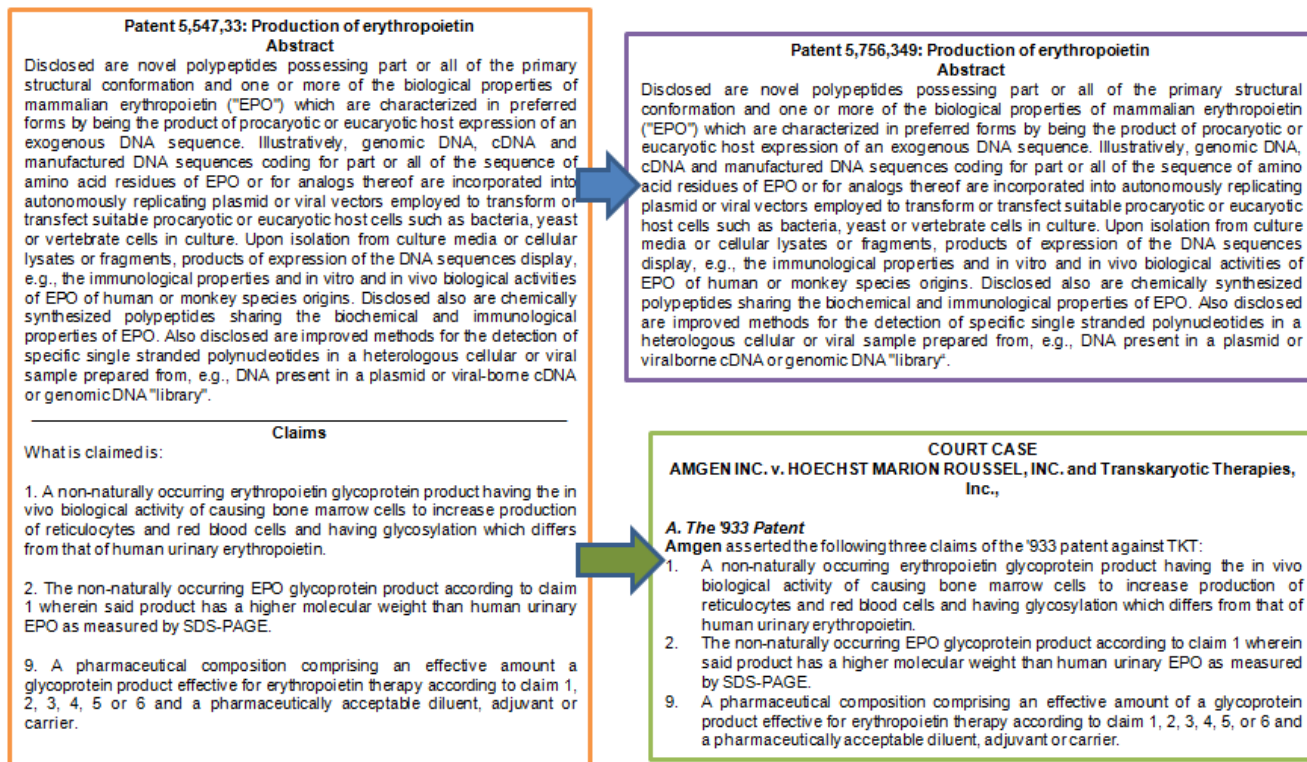 Patent 5,547,33: Production of erythropoietin
Abstract
Disclosed are novel polypeptides possessing part or all of the primary
structural conformation and one or more of the biological properties of
mammalian erythropoietin ("EPO") which are characterized in preferred
forms by being the product of procaryotic or eucaryotic host expression of an
exogenous DNA sequence. Illustratively, genomic DNA, cDNA and
manufactured DNA sequences coding for part or all of the sequence of
amino acid residues of EPO or for analogs thereof are incorporated into
autonomously replicating plasmid or viral vectors employed to transform or
transfect suitable procaryotic or eucaryotic host cells such as bacteria, yeast
or vertebrate cells in culture. Upon isolation from culture media or cellular
lysates or fragments, products of expression of the DNA sequences display,
e.g., the immunological properties and in vitro and in vivo biological activities
of EPO of human or monkey species origins. Disclosed also are chemically
synthesized polypeptides sharing the biochemical and immunological
properties of EPO. Also disclosed are improved methods for the detection of
specific single stranded polynucleotides in a heterologous cellular or viral
sample prepared from, e.g., DNA present in a plasmid or viral-borne cDNA
or genomic DNA "library".
Claims
What is claimed is:
1. A non-naturally occurring erythropoietin glycoprotein product having the in
vivo biological activity of causing bone marrow cells to increase production
of reticulocytes and red blood cells and having glycosylation which differs
from that of human urinary erythropoietin.
2. The non-naturally occurring EPO glycoprotein product according to claim
1 wherein said product has a higher molecular weight than human urinary
EPO as measured by SDS-PAGE.
9. A pharmaceutical composition comprising an effective amount a
glycoprotein product effective for erythropoietin therapy according to claim 1,
2, 3, 4, 5 or 6 and a pharmaceutically acceptable diluent, adjuvant or
carrier.
Patent 5,756,349: Production of erythropoietin
Abstract
Disclosed are novel polypeptides possessing part or all of the primary structural
conformation and one or more of the biological properties of mammalian erythropoietin
("EPO") which are characterized in preferred forms by being the product of procaryotic or
eucaryotic host expression of an exogenous DNA sequence. Illustratively, genomic DNA,
cDNA and manufactured DNA sequences coding for part or all of the sequence of amino
acid residues of EPO or for analogs thereof are incorporated into autonomously replicating
plasmid or viral vectors employed to transform or transfect suitable procaryotic or eucaryotic
host cells such as bacteria, yeast or vertebrate cells in culture. Upon isolation from culture
media or cellular lysates or fragments, products of expression of the DNA sequences
display, e.g., the immunological properties and in vitro and in vivo biological activities of
EPO of human or monkey species origins. Disclosed also are chemically synthesized
polypeptides sharing the biochemical and immunological properties of EPO. Also disclosed
are improved methods for the detection of specific single stranded polynucleotides in a
heterologous cellular or viral sample prepared from, e.g., DNA present in a plasmid or
viralborne cDNA or genomic DNA "library".
COURT CASE
AMGEN INC. v. HOECHST MARION ROUSSEL, INC. and Transkaryotic Therapies,
Inc.,
A. The '933 Patent
Amgen asserted the following three claims of the '933 patent against TKT:
1. A non-naturally occurring erythropoietin glycoprotein product having the in vivo
biological activity of causing bone marrow cells to increase production of
reticulocytes and red blood cells and having glycosylation which differs from that of
human urinary erythropoietin.
2. The non-naturally occurring EPO glycoprotein product according to claim 1 wherein
said product has a higher molecular weight than human urinary EPO as measured
by SDS-PAGE.
9. A pharmaceutical composition comprising an effective amount of a glycoprotein
product effective for erythropoietin therapy according to claim 1, 2, 3, 4, 5, or 6 and
a pharmaceutically acceptable diluent, adjuvant or carrier.